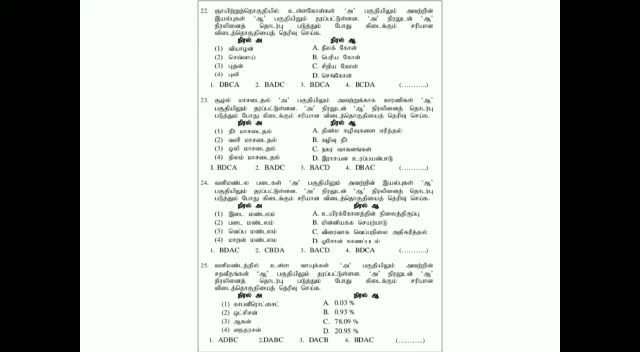 22. ஞாயிற்றுத்தொகுதியில் உள்ளகோள்கள் 'அ' பகுதியிலும் அவற்றின்
இயல்புகள் 'ஆ' பகுதியிலும் தரப்பட்டுள்ளன. 'அ' நிரலுடன் 'ஆ'
நிரலினைத் தொடர்பு படுத்தும் போது கிடைக்கும் சரியான
விடைத்தொகுதியைத் தெரிவு செய்க.
நிரல் அ நிரல் ஆ
(1) வியாழன் A. நீலக் கோள்
(2) செவ்வாய் B. பெரிய கோள்
(3) புதன் C. சிறிய கோள்
(4) புவி D. செங்கோள்
1. DBCA 2. BADC 3. BDCA 4. BCDA (..........)
23. சூழல் மாசடைதல் 'அ' பகுதியிலும் அவற்றுக்காக காரணிகள் 'ஆ'
பகுதியிலும் தரப்பட்டுள்ளன. 'அ' நிரலுடன் 'ஆ' நிரலினைத் தொடர்பு
படுத்தும் போது கிடைக்கும் சரியான விடைத்தொகுதியைத் தெரிவு செய்க.
நிரல் அ நிரல் ஆ
(1) நீர் மாசடைதல் A. திண்ம கழிவுகளை எரித்தல்
(2) வளி மாசடைதல் B. கழிவு நீர்
(3) ஒலி மாசடைதல் C. நகர வாகனங்கள்
(4) நிலம் மாசடைதல் D. இரசாயன உரப்பயன்பாடு
1. BDCA 2. BADC 3. BACD 4. DBAC (..........)
24. வளிமண்டல படைகள் 'அ' பகுதியிலும் அவற்றின் இயல்புகள் 'ஆ'
பகுதியிலும் தரப்பட்டுள்ளன. 'அ' நிரலுடன் 'ஆ' நிரலினைத் தொடர்பு
படுத்தும் போது கிடைக்கும் சரியான விடைத்தொகுதியைத் தெரிவு செய்க.
நிரல் அ நிரல் ஆ
(1) இடை மண்டலம் A. உயிர்க்கோளத்தின் நிலைத்திருப்பு
(2) படை மண்டலம் B. மின்னியக்க செயற்பாடு
(3) வெப்ப மண்டலம் C. விரைவாக வெப்பநிலை அதிகரித்தல்
(4) மாறன் மண்டலம் D. ஓசோன் காணப்படல்
1. BDAC 2. CBDA 3. BACD 4. BDCA (..........)
25. வளிமண்டத்தில் உள்ள வாயுக்கள் 'அ' பகுதியிலும் அவற்றின்
சதவீதங்கள் 'ஆ' பகுதியிலும் தரப்பட்டுள்ளன. 'அ' நிரலுடன் 'ஆ'
நிரலினைத் தொடர்பு படுத்தும் போது கிடைக்கும் சரியான
விடைத்தொகுதியைத் தெரிவு செய்க.
நிரல் அ நிரல் ஆ
(1) காபனீரொட்சைட் A. 0.03 %
(2) ஒட்சிசன் B. 0.93 %
(3) ஆகன் C. 78.09 %
(4) நைதரசன் D. 20.95 %
1. ADBC 2.DABC 3. DACB 4. BDAC (..........)